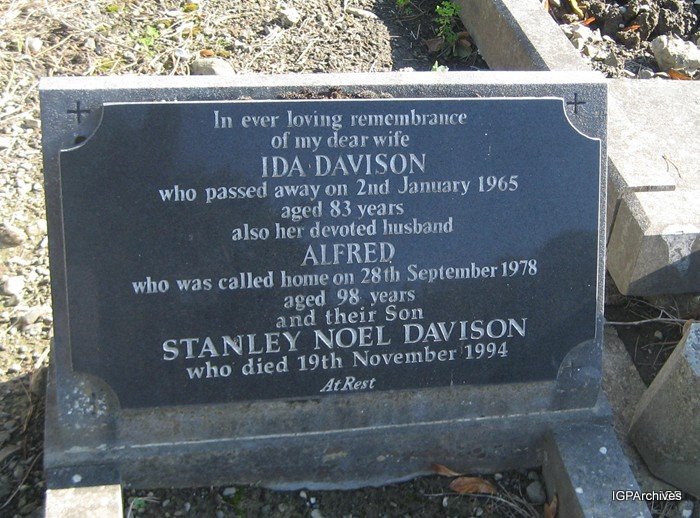 In ever loving remembrance
of my dear wife
IDA DAVISON
who passed away on 2nd January 1965
aged 83 years
also her devoted husband
ALFRED
who was called home on 28th September 1978
aged 98 years
and their Son
STANLEY NOEL DAVISON
who died 19th November 1994
At Rest
IGPArchives